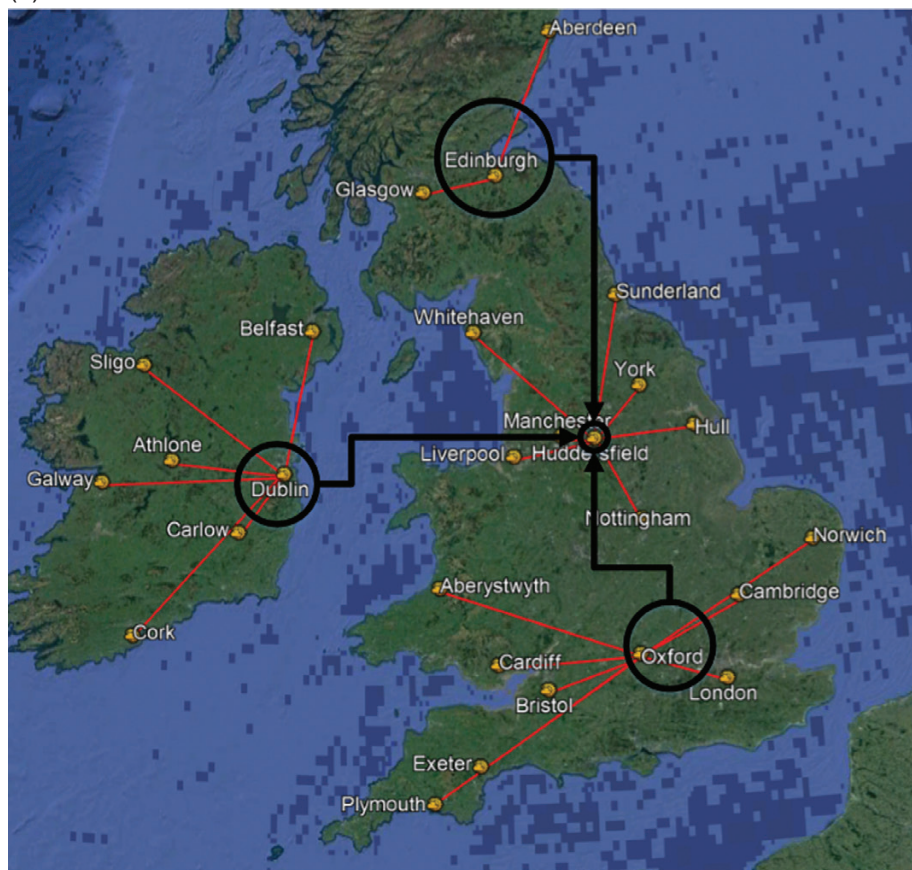 Aberdeen
Edinburgh
Glasgow
Sunderland
Whitehaven
Belfast
Sligo
York
Manchester
Hull
Athlone
Liverpool
Huddersfield
Galway
Dublin
Nottingham
Carlow
Norwich
Aberystwyth
Cambridge
Cork
Oxford
Cardiff
London
Bristol
Exeter
Plymouth